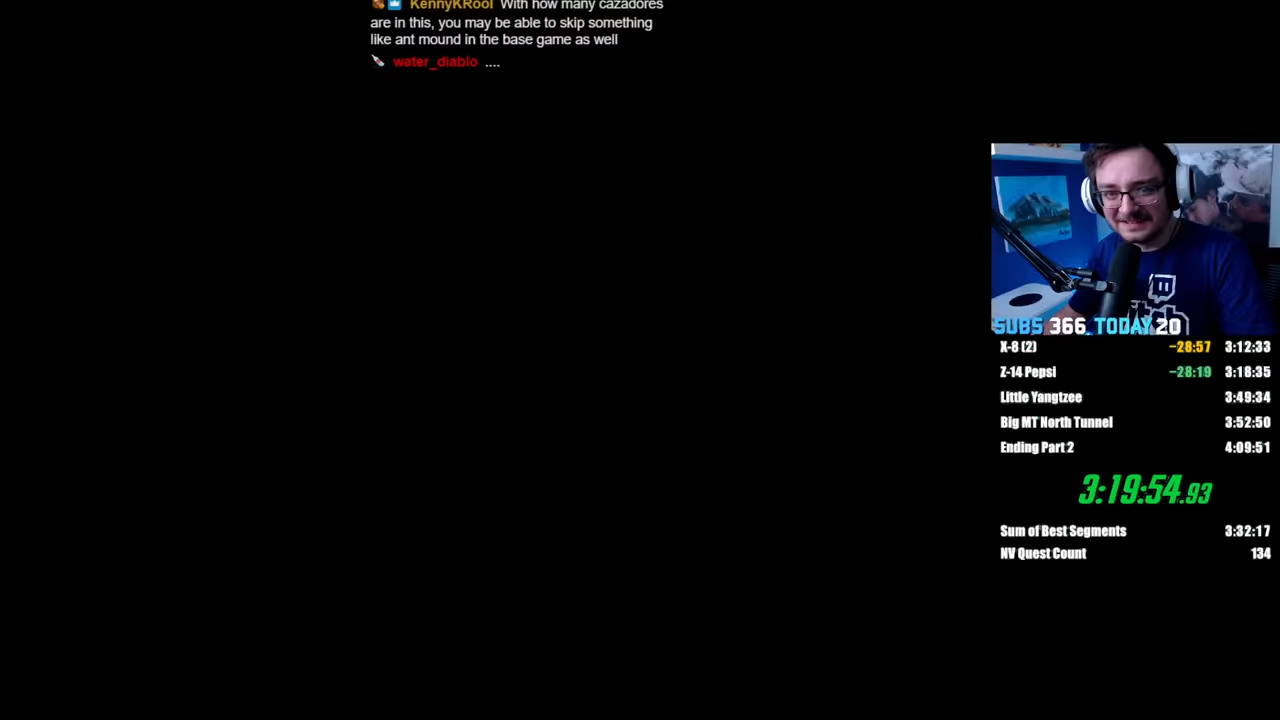 KennyKRool With how many cazadores
are in this, you may be able to skip something
like ant mound in the base game as well
water_diablo ....
SUBS 366 TODAY 20
X-8 (2) -28:57 3:12:33
Z-14 Pepsi -28:19 3:18:35
Little Yangtzee 3:49:34
Big MT North Tunnel 3:52:50
Ending Part 2 4:09:51
3:19:54.93
Sum of Best Segments 3:32:17
NV Quest Count 134